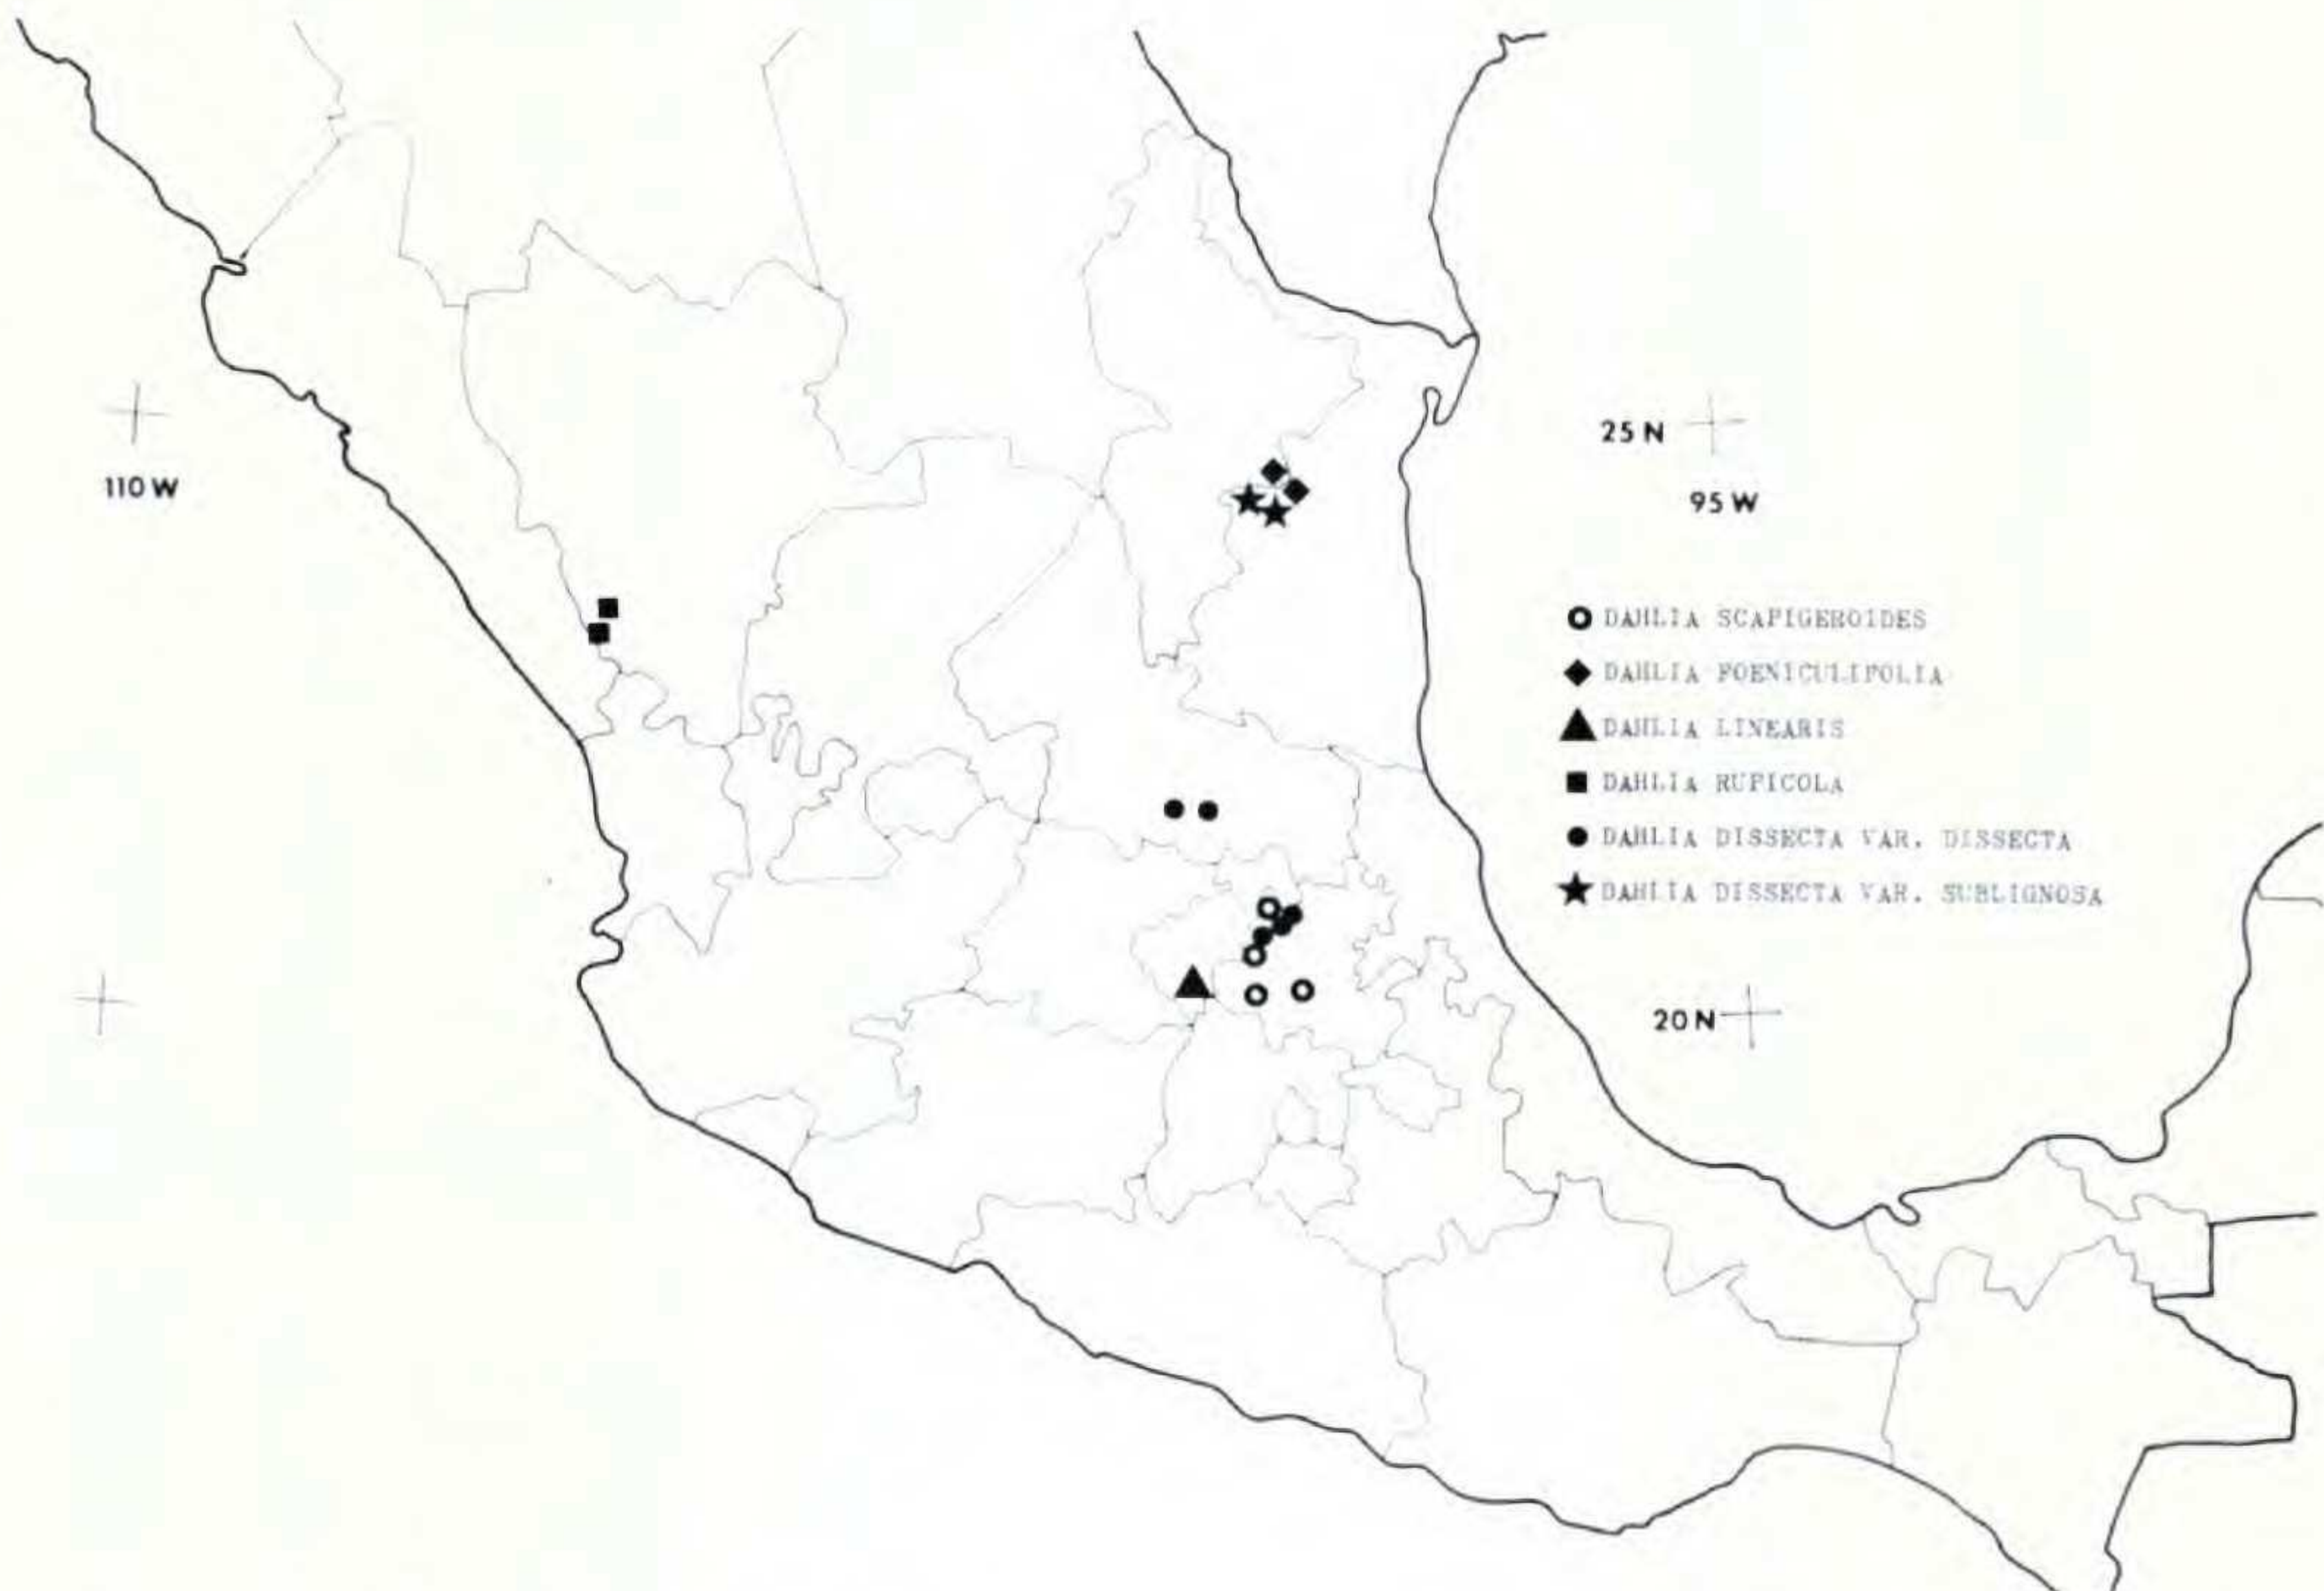 25 N
110 W
95 W
DAHLIA SCAPIGEROIDES
DAHLIA FOENICULIFOLIA
DAHLIA LINEARIS
DAHLIA RUPICOLA
DAHLIA DISSECTA VAR. DISSECTA
DAHLIA DISSECTA VAR. SUBLIGNOSA
20 N